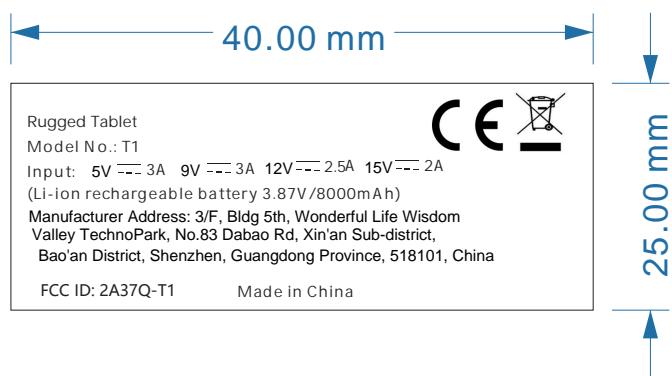 40.00 mm
Rugged Tablet
Model No.: T1
Input: 5V ⎓ 3A 9V ⎓ 3A 12V ⎓ 2.5A 15V ⎓ 2A
(Li-ion rechargeable battery 3.87V/8000mAh)
Manufacturer Address: 3/F, Bldg 5th, Wonderful Life Wisdom
Valley TechnoPark, No.83 Dabao Rd, Xin'an Sub-district,
Bao'an District, Shenzhen, Guangdong Province, 518101, China
FCC ID: 2A37Q-T1 Made in China
CE
25.00 mm